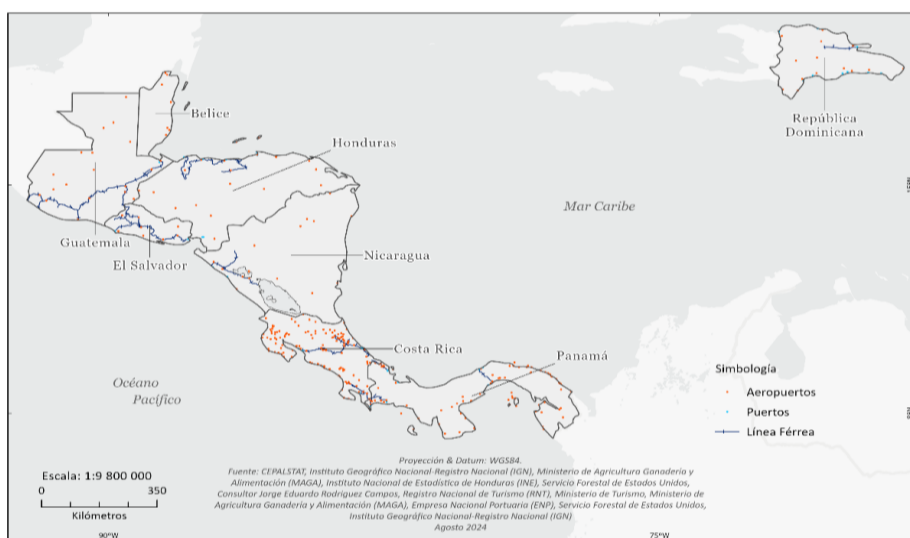 Belice
Honduras
República
Dominicana
Mar Caribe
Guatemala
El Salvador
Nicaragua
Costa Rica
Panamá
Océano
Pacífico
Simbología
Aeropuertos
Puertos
Línea Férrea
Escala: 1:9 800 000
0 350
Kilómetros
Proyección & Datum: WGS84.
Fuente: CEPALSTAT, Instituto Geográfico Nacional-Registro Nacional (IGN), Ministerio de Agricultura Ganadería y
Alimentación (MAGA), Instituto Nacional de Estadística de Honduras (INE), Servicio Forestal de Estados Unidos,
Consultor Jorge Eduardo Rodríguez Campos, Registro Nacional de Turismo (RNT), Ministerio de Turismo, Ministerio de
Agricultura Ganadería y Alimentación (MAGA), Empresa Nacional Portuaria (ENP), Servicio Forestal de Estados Unidos,
Instituto Geográfico Nacional-Registro Nacional (IGN)
Agosto 2024
90°W
75°W